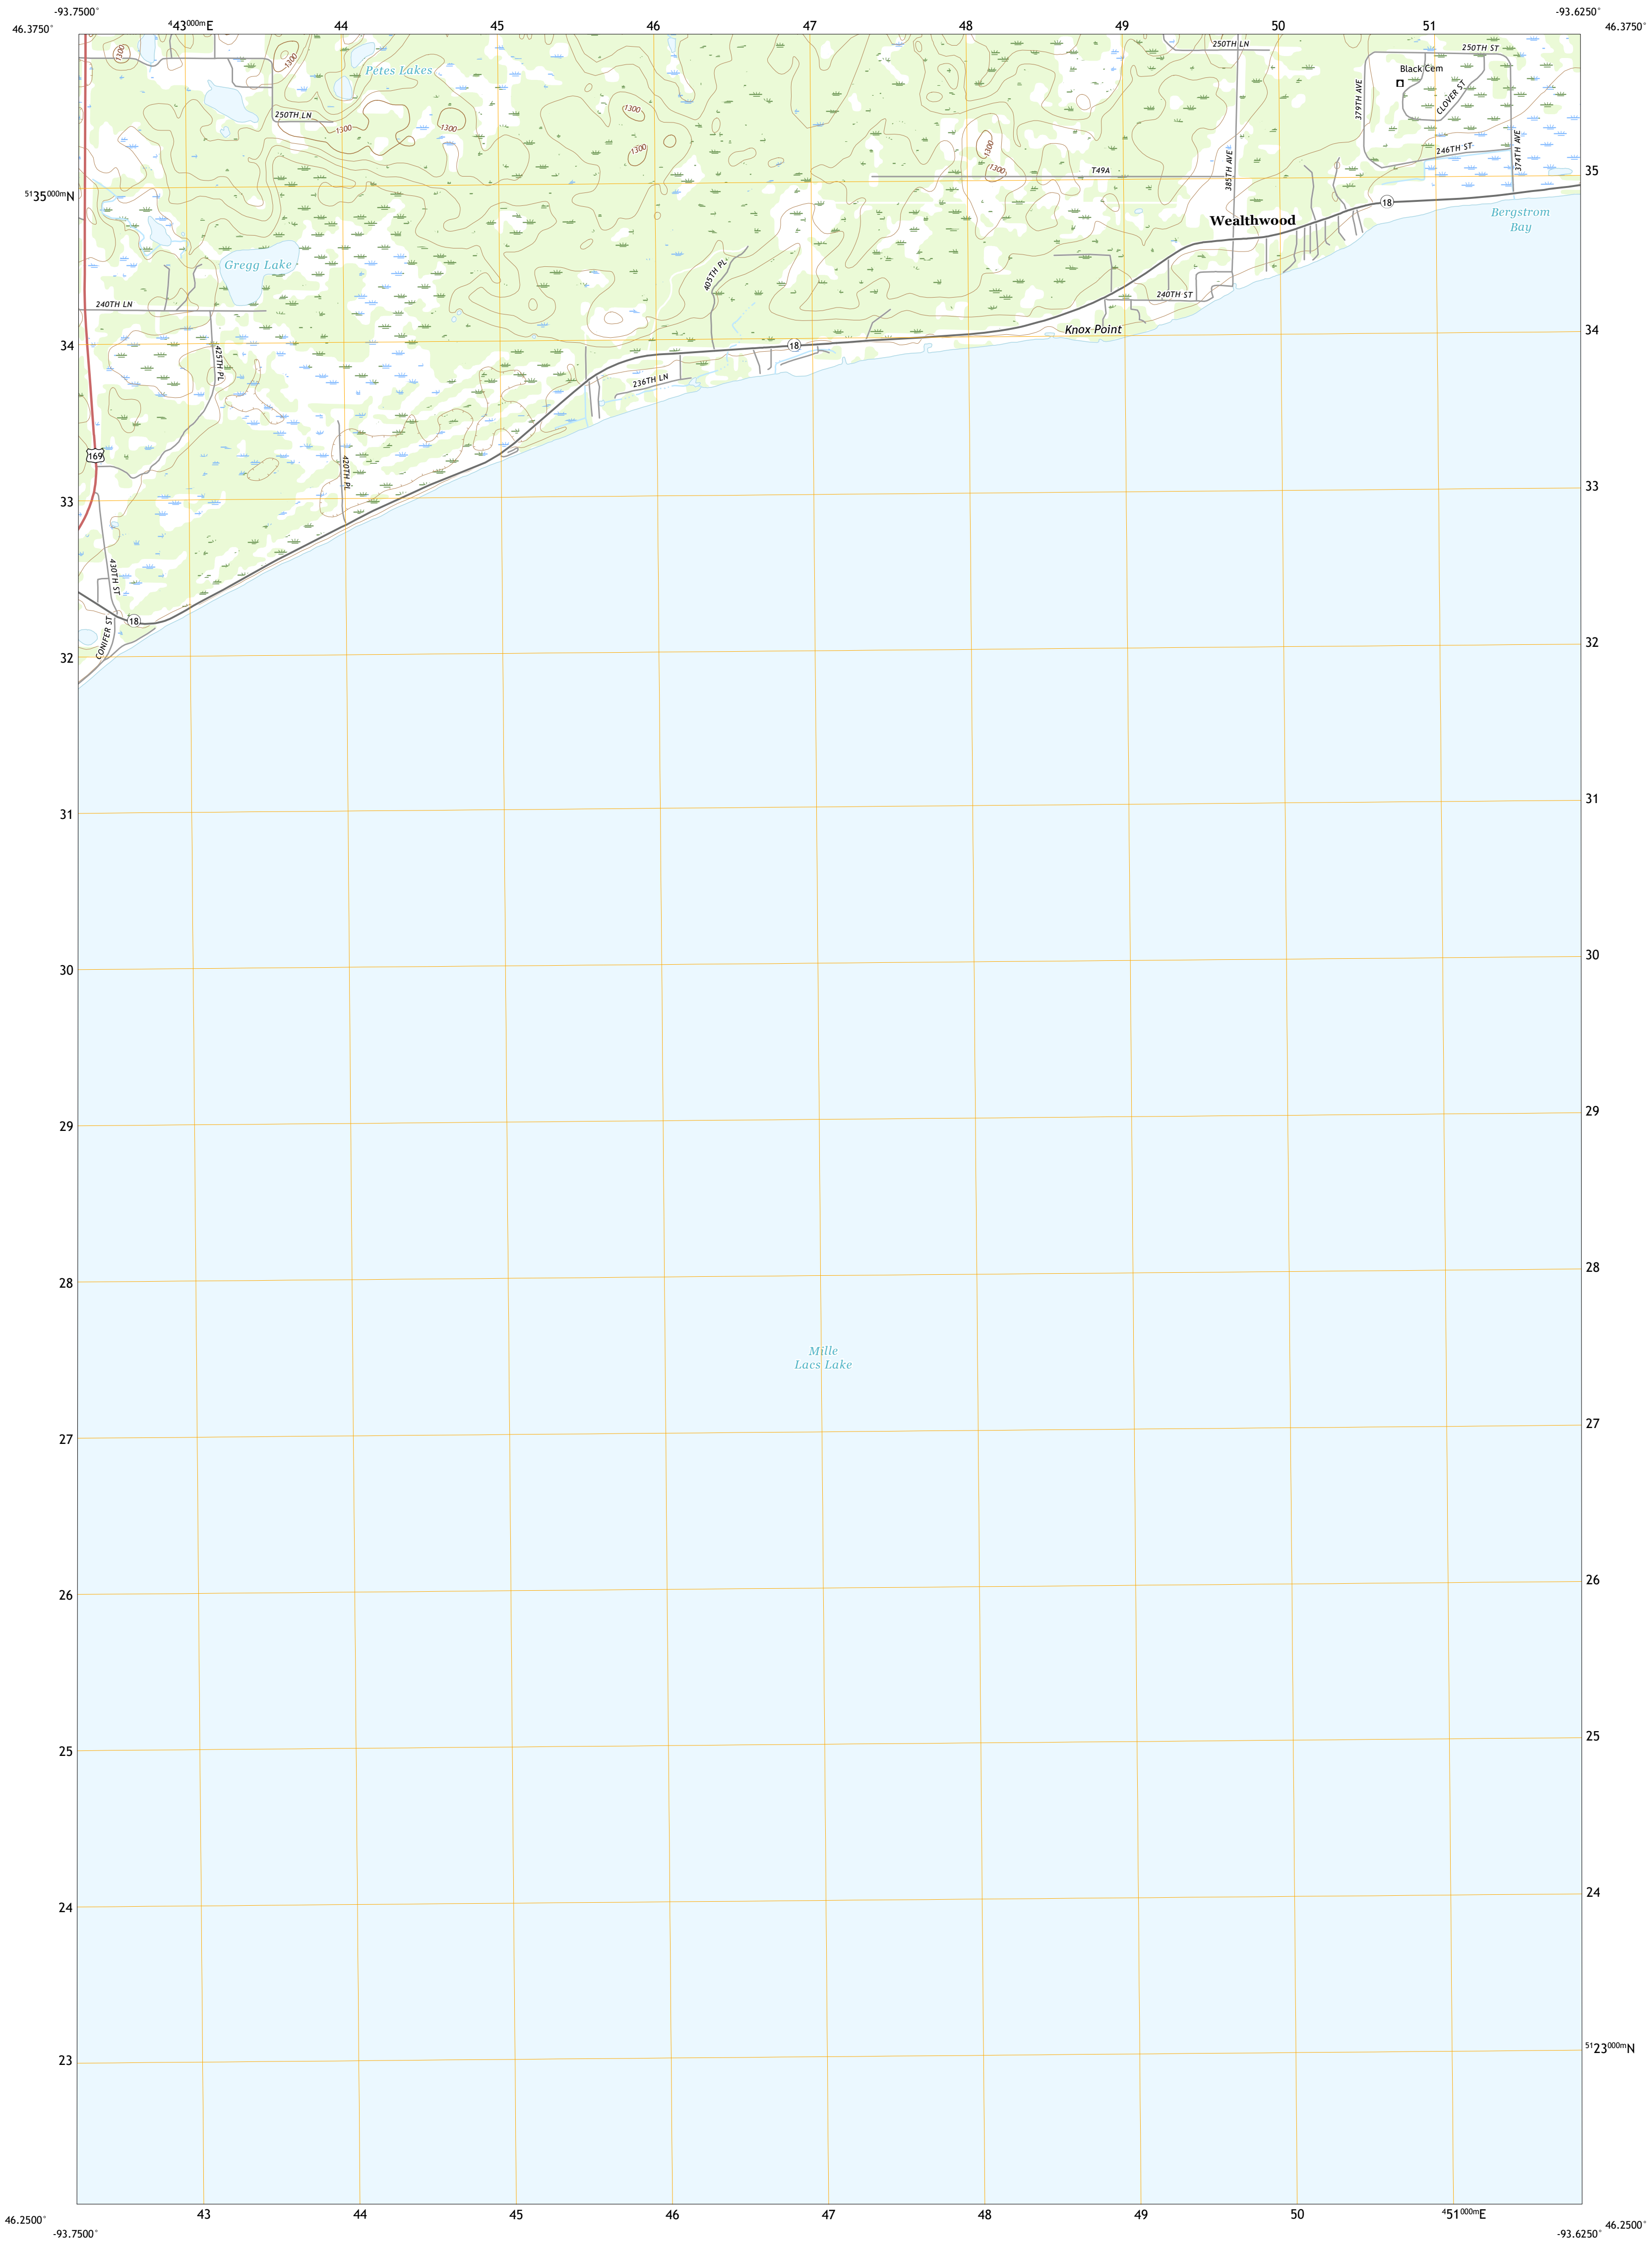 -93.7500°
-93.6250°
46.3750°
⁴43⁰⁰⁰ᵐE
44
45
46
47
48
49
50
51
46.3750°
1300
1300
Petes Lakes
250TH LN
250TH ST
Black Cem
379TH AVE
CLOVER ST
250TH LN
1300
1300
1300
1300
1300
1300
T49A
385TH AVE
246TH ST
374TH AVE
35
⁵¹35⁰⁰⁰ᵐN
18
Wealthwood
Bergstrom
Bay
Gregg Lake
405TH PL
240TH LN
240TH ST
Knox Point
34
34
18
425TH PL
236TH LN
169
420TH PL
33
33
430TH ST
18
CONIFER ST
32
32
31
31
30
30
29
29
28
28
Mille
Lacs Lake
27
27
26
26
25
25
24
24
23
⁵¹23⁰⁰⁰ᵐN
46.2500°
43
44
45
46
47
48
49
50
⁴51⁰⁰⁰ᵐE
46.2500°
-93.7500°
-93.6250°